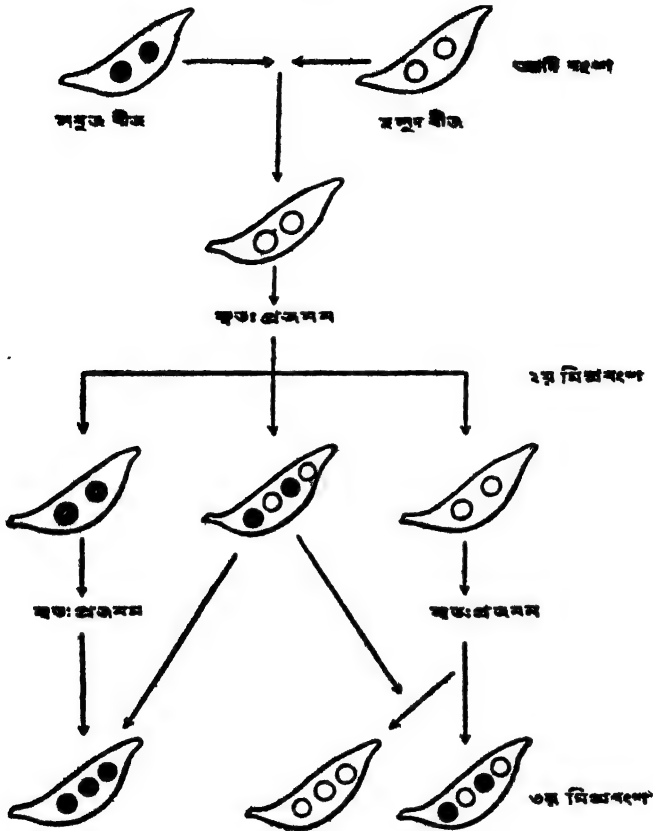 আদি বংশ
সবুজ বীজ
হলুদ বীজ
স্বতঃপ্রজনন
২য় মিশ্রবংশ
স্বতঃপ্রজনন
স্বতঃপ্রজনন
৩য় মিশ্রবংশ